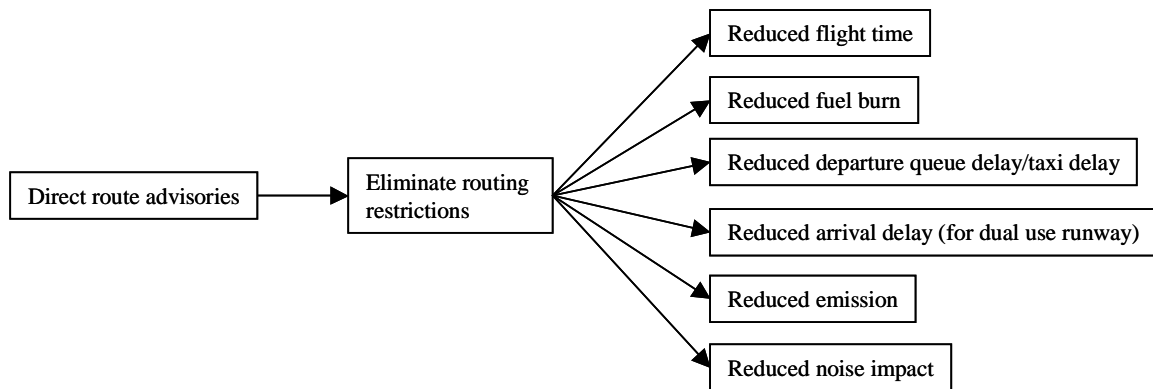 Direct route advisories
Eliminate routing
restrictions
Reduced flight time
Reduced fuel burn
Reduced departure queue delay/taxi delay
Reduced arrival delay (for dual use runway)
Reduced emission
Reduced noise impact